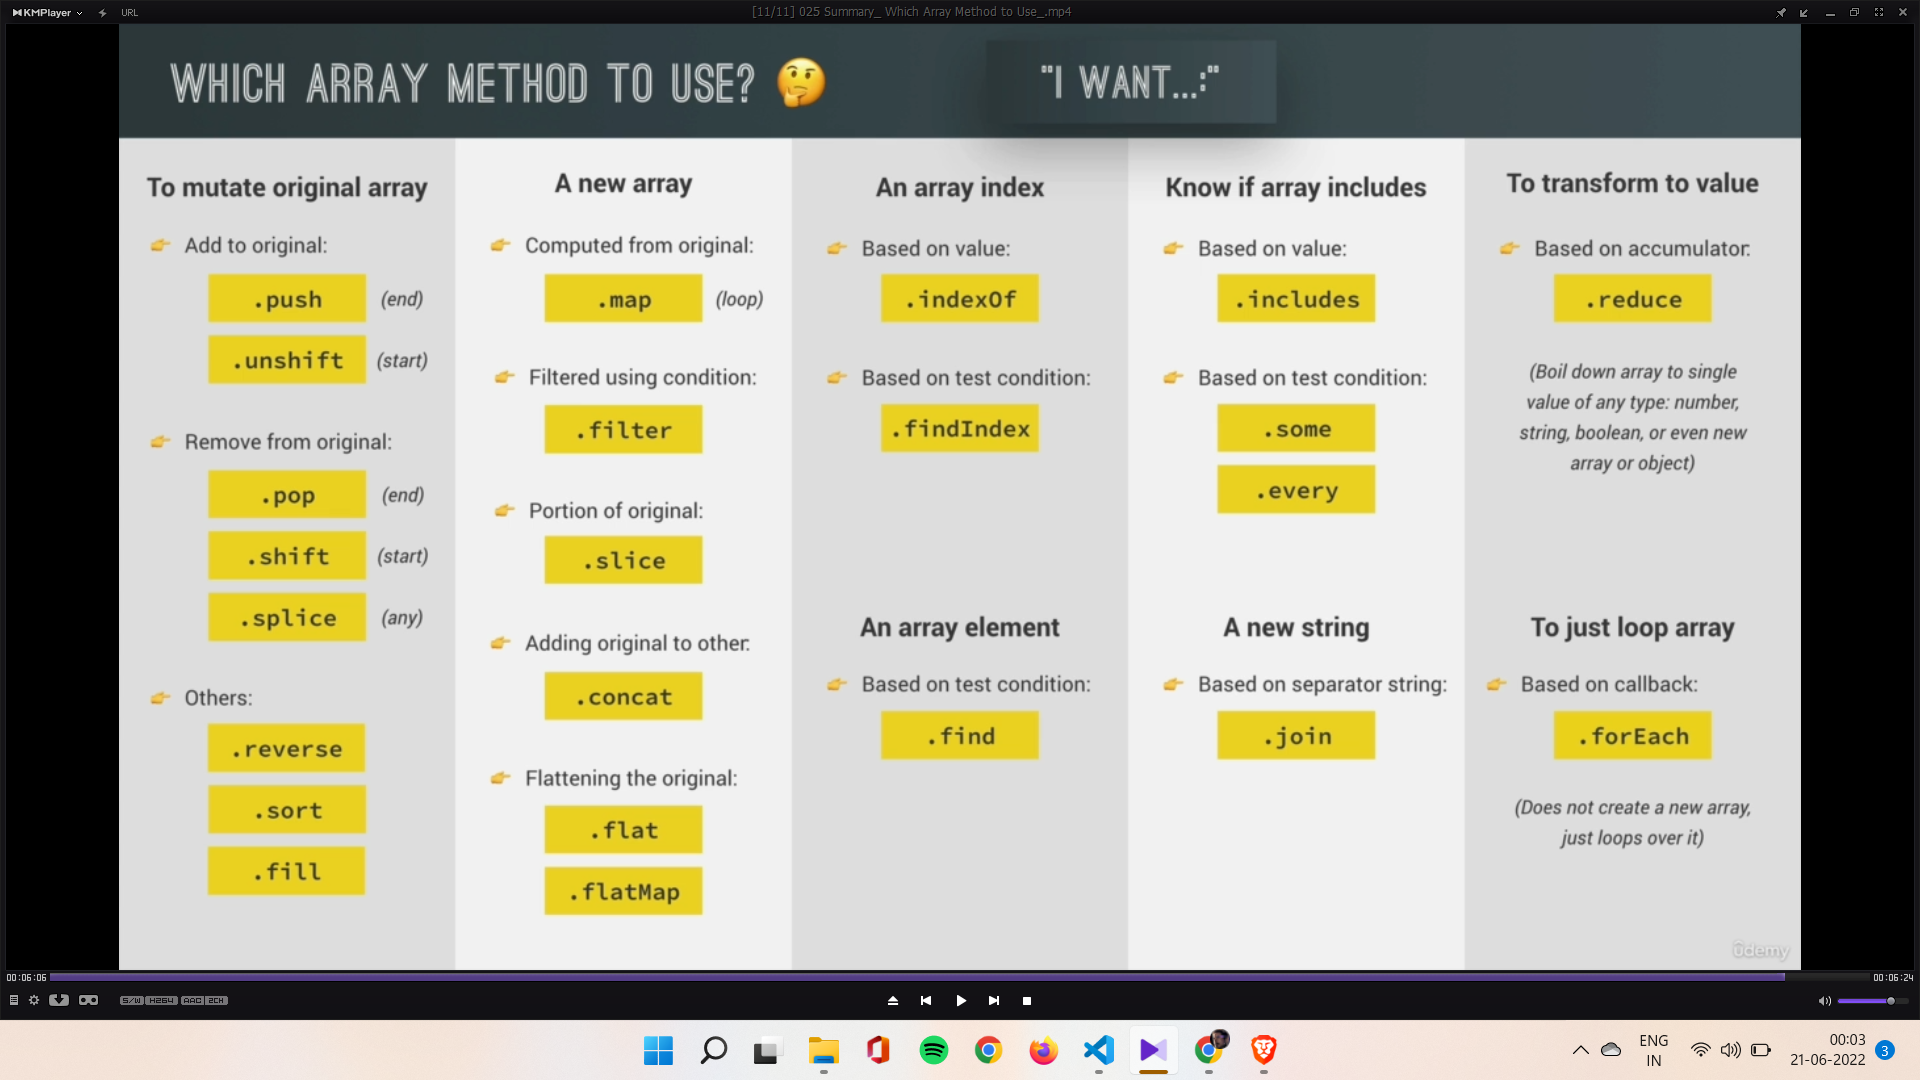 KMPlayer URL [11/11] 025 Summary_ Which Array Method to Use_.mp4
WHICH ARRAY METHOD TO USE? 🤔
"I WANT...:"
To mutate original array
👉 Add to original:
.push (end)
.unshift (start)
👉 Remove from original:
.pop (end)
.shift (start)
.splice (any)
👉 Others:
.reverse
.sort
.fill
A new array
👉 Computed from original:
.map (loop)
👉 Filtered using condition:
.filter
👉 Portion of original:
.slice
👉 Adding original to other:
.concat
👉 Flattening the original:
.flat
.flatMap
An array index
👉 Based on value:
.indexOf
👉 Based on test condition:
.findIndex
An array element
👉 Based on test condition:
.find
Know if array includes
👉 Based on value:
.includes
👉 Based on test condition:
.some
.every
A new string
👉 Based on separator string:
.join
To transform to value
👉 Based on accumulator:
.reduce
(Boil down array to single
value of any type: number,
string, boolean, or even new
array or object)
To just loop array
👉 Based on callback:
.forEach
(Does not create a new array,
just loops over it)
ûdemy
00:06:06 00:06:24
S/W H264 AAC 2CH
ENG
IN
00:03
21-06-2022
3